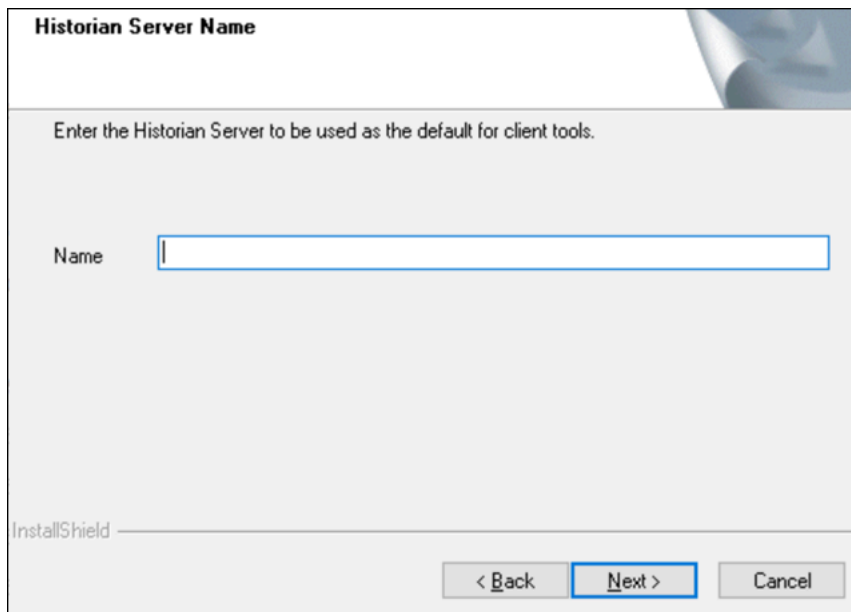 Historian Server Name
Enter the Historian Server to be used as the default for client tools.
Name
InstallShield
< Back Next > Cancel